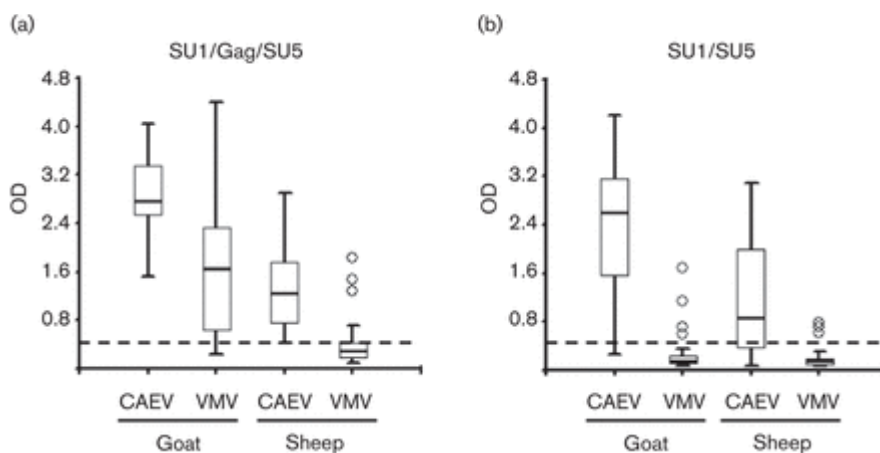 (a)
SU1/Gag/SU5
4.8
4.0
3.2
2.4
1.6
0.8
OD
CAEV VMV CAEV VMV
Goat Sheep
(b)
SU1/SU5
4.8
4.0
3.2
2.4
1.6
0.8
OD
CAEV VMV CAEV VMV
Goat Sheep